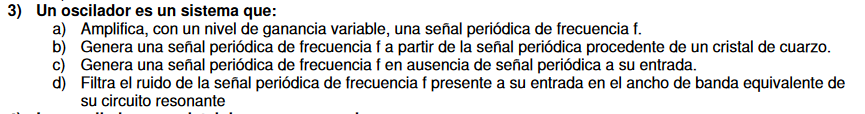 3) Un oscilador es un sistema que:
a) Amplifica, con un nivel de ganancia variable, una señal periódica de frecuencia f.
b) Genera una señal periódica de frecuencia f a partir de la señal periódica procedente de un cristal de cuarzo.
c) Genera una señal periódica de frecuencia f en ausencia de señal periódica a su entrada.
d) Filtra el ruido de la señal periódica de frecuencia f presente a su entrada en el ancho de banda equivalente de
su circuito resonante